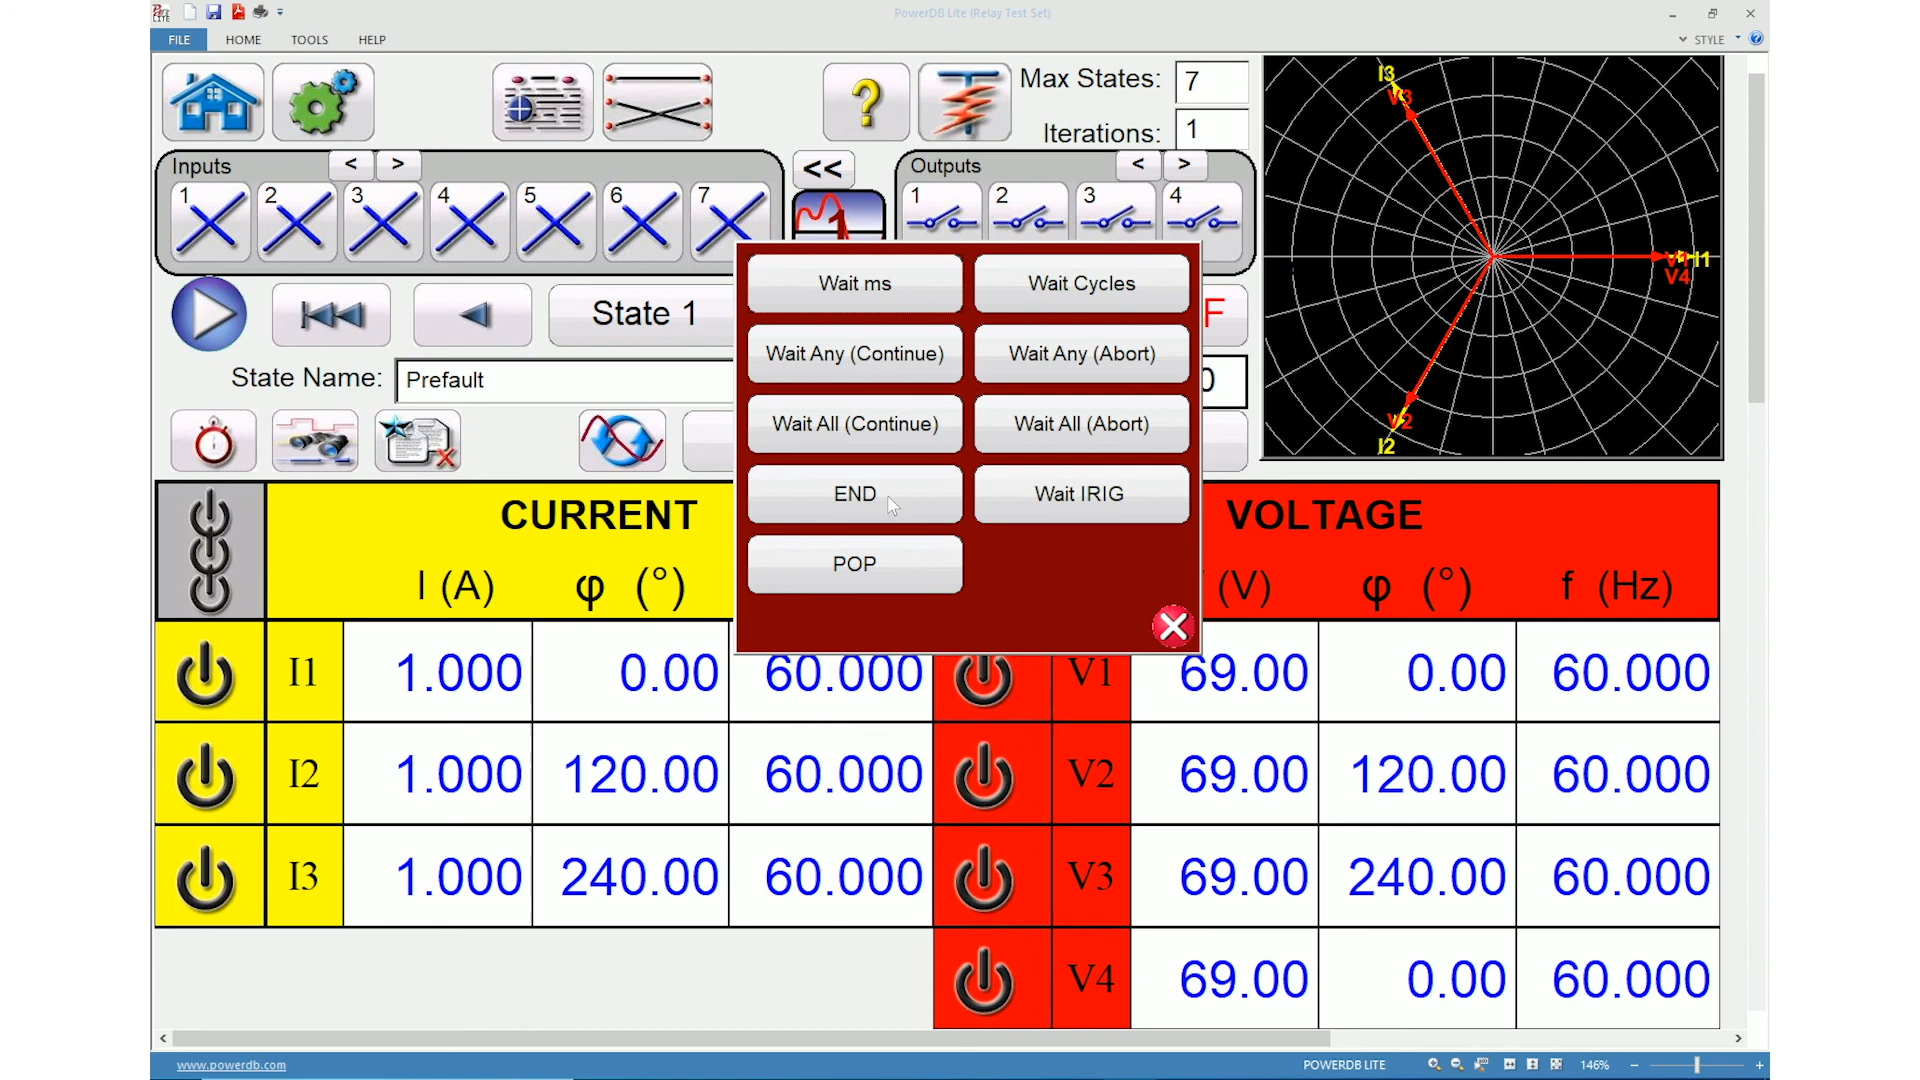 PowerDB Lite (Relay Test Set)
FILE HOME TOOLS HELP
STYLE
Max States: 7
Iterations: 1
Inputs < >
1 2 3 4 5 6 7
<<
1
Outputs < >
1 2 3 4
State 1
F
State Name: Prefault
0
Wait ms
Wait Cycles
Wait Any (Continue)
Wait Any (Abort)
Wait All (Continue)
Wait All (Abort)
END
Wait IRIG
POP
I3
V3
V1
I1
V4
V2
I2
CURRENT
VOLTAGE
I (A) φ (°)
(V) φ (°) f (Hz)
I1 1.000 0.00 60.000 V1 69.00 0.00 60.000
I2 1.000 120.00 60.000 V2 69.00 120.00 60.000
I3 1.000 240.00 60.000 V3 69.00 240.00 60.000
V4 69.00 0.00 60.000
www.powerdb.com
POWERDB LITE
146%